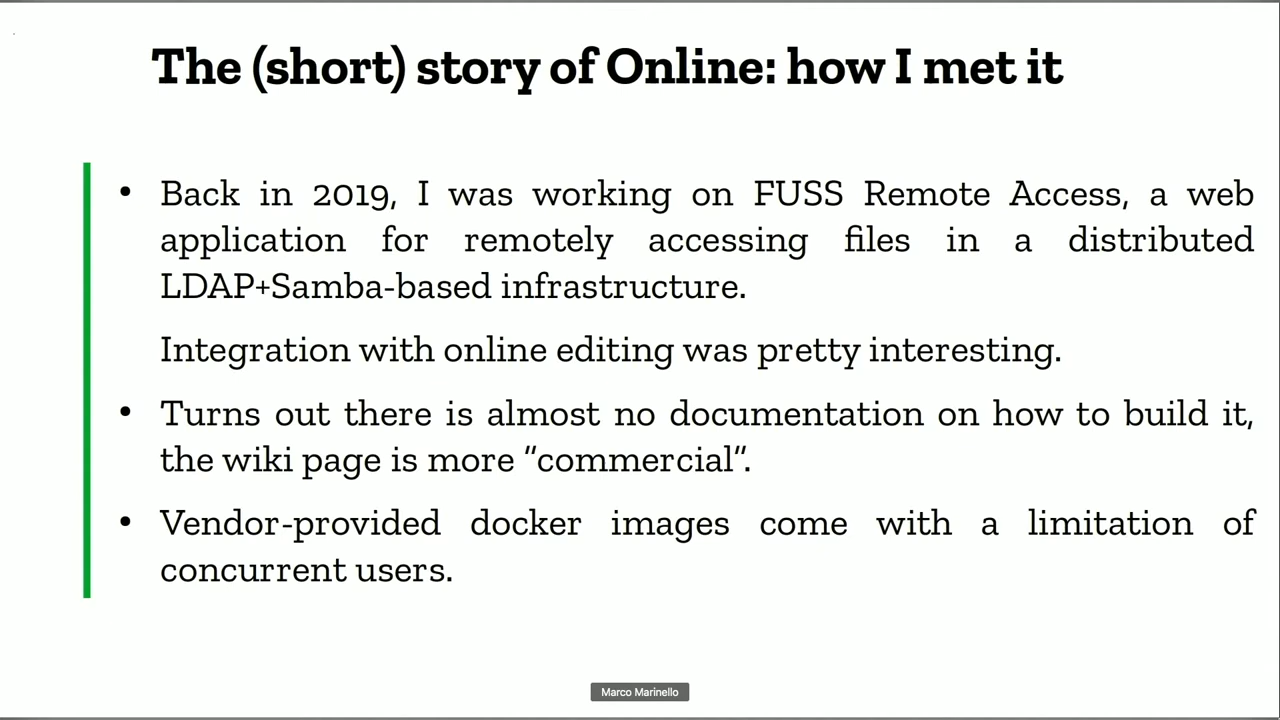 The (short) story of Online: how I met it
• Back in 2019, I was working on FUSS Remote Access, a web
application for remotely accessing files in a distributed
LDAP+Samba-based infrastructure.
Integration with online editing was pretty interesting.
• Turns out there is almost no documentation on how to build it,
the wiki page is more “commercial”.
• Vendor-provided docker images come with a limitation of
concurrent users.
Marco Marinello